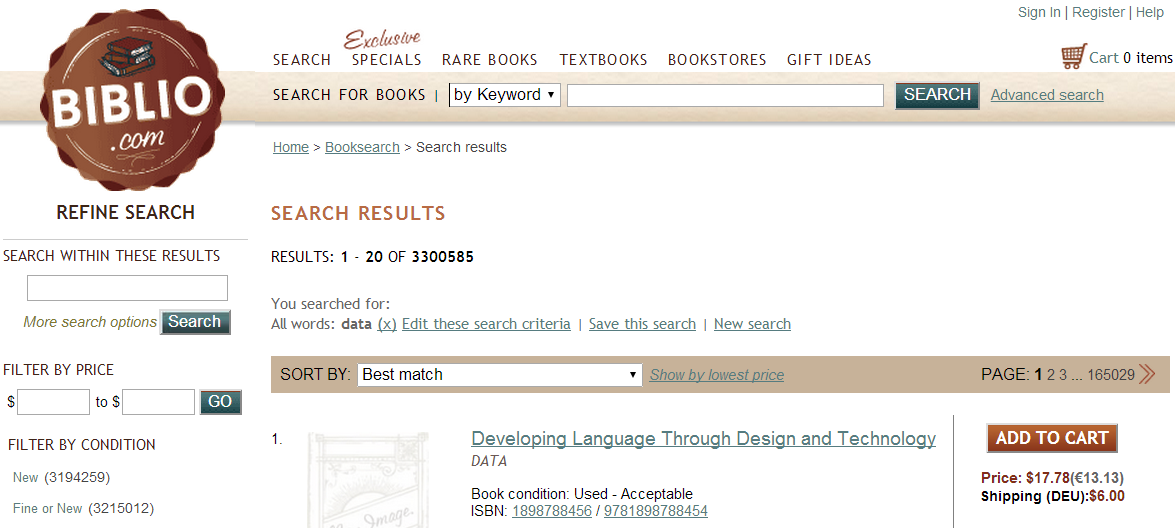 Sign In | Register | Help
BIBLIO
.com
Exclusive
SEARCH SPECIALS RARE BOOKS TEXTBOOKS BOOKSTORES GIFT IDEAS
Cart 0 items
SEARCH FOR BOOKS | by Keyword SEARCH Advanced search
Home > Booksearch > Search results
REFINE SEARCH
SEARCH WITHIN THESE RESULTS
More search options Search
FILTER BY PRICE
$ to $ GO
FILTER BY CONDITION
New (3194259)
Fine or New (3215012)
SEARCH RESULTS
RESULTS: 1 - 20 OF 3300585
You searched for:
All words: data (x) Edit these search criteria | Save this search | New search
SORT BY: Best match Show by lowest price PAGE: 1 2 3 ... 165029
1.
Developing Language Through Design and Technology
DATA
Book condition: Used - Acceptable
ISBN: 1898788456 / 9781898788454
ADD TO CART
Price: $17.78(€13.13)
Shipping (DEU):$6.00